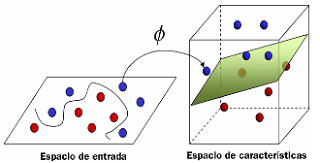 ϕ
Espacio de entrada
Espacio de características